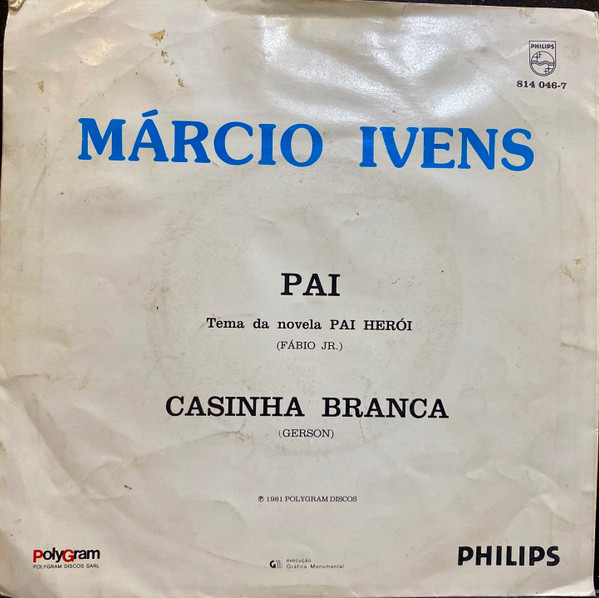 PHILIPS
814 046-7
MÁRCIO IVENS
PAI
Tema da novela PAI HERÓI
(FÁBIO JR.)
CASINHA BRANCA
(GERSON)
℗ 1981 POLYGRAM DISCOS
PolyGram
POLYGRAM DISCOS SARL
execução
Gráfica Monumental
PHILIPS